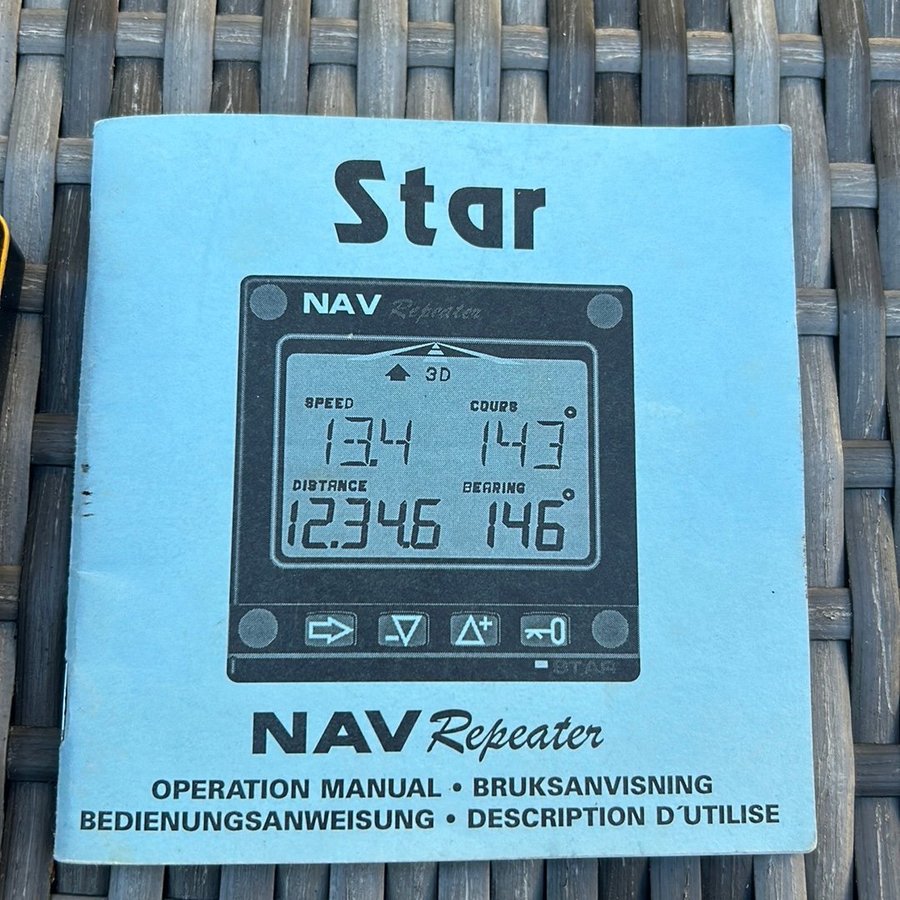 Star
NAV Repeater
3D
SPEED COURS
13.4 143°
DISTANCE BEARING
12.34.6 146°
STAR
NAV Repeater
OPERATION MANUAL • BRUKSANVISNING
BEDIENUNGSANWEISUNG • DESCRIPTION D´UTILISE